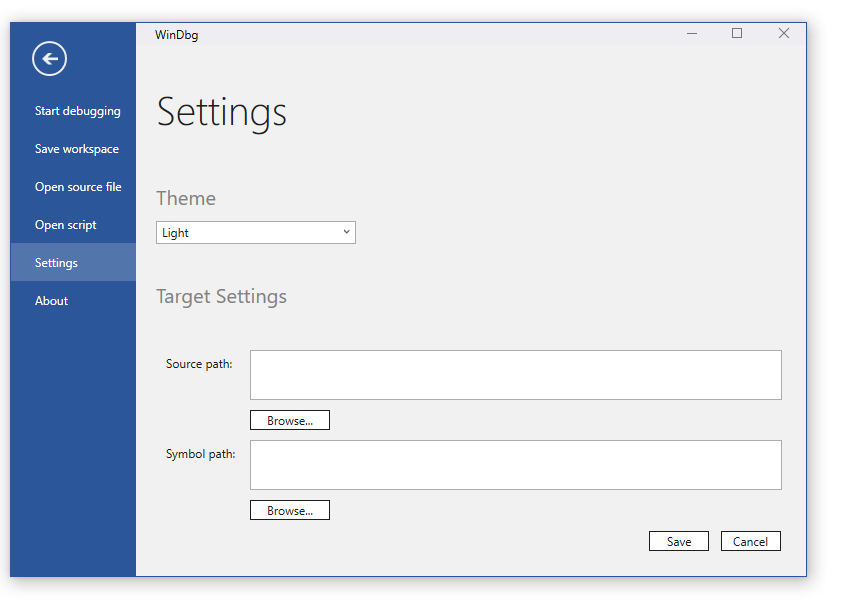 WinDbg
Start debugging
Save workspace
Open source file
Open script
Settings
About
Settings
Theme
Light
Target Settings
Source path:
Browse...
Symbol path:
Browse...
Save
Cancel